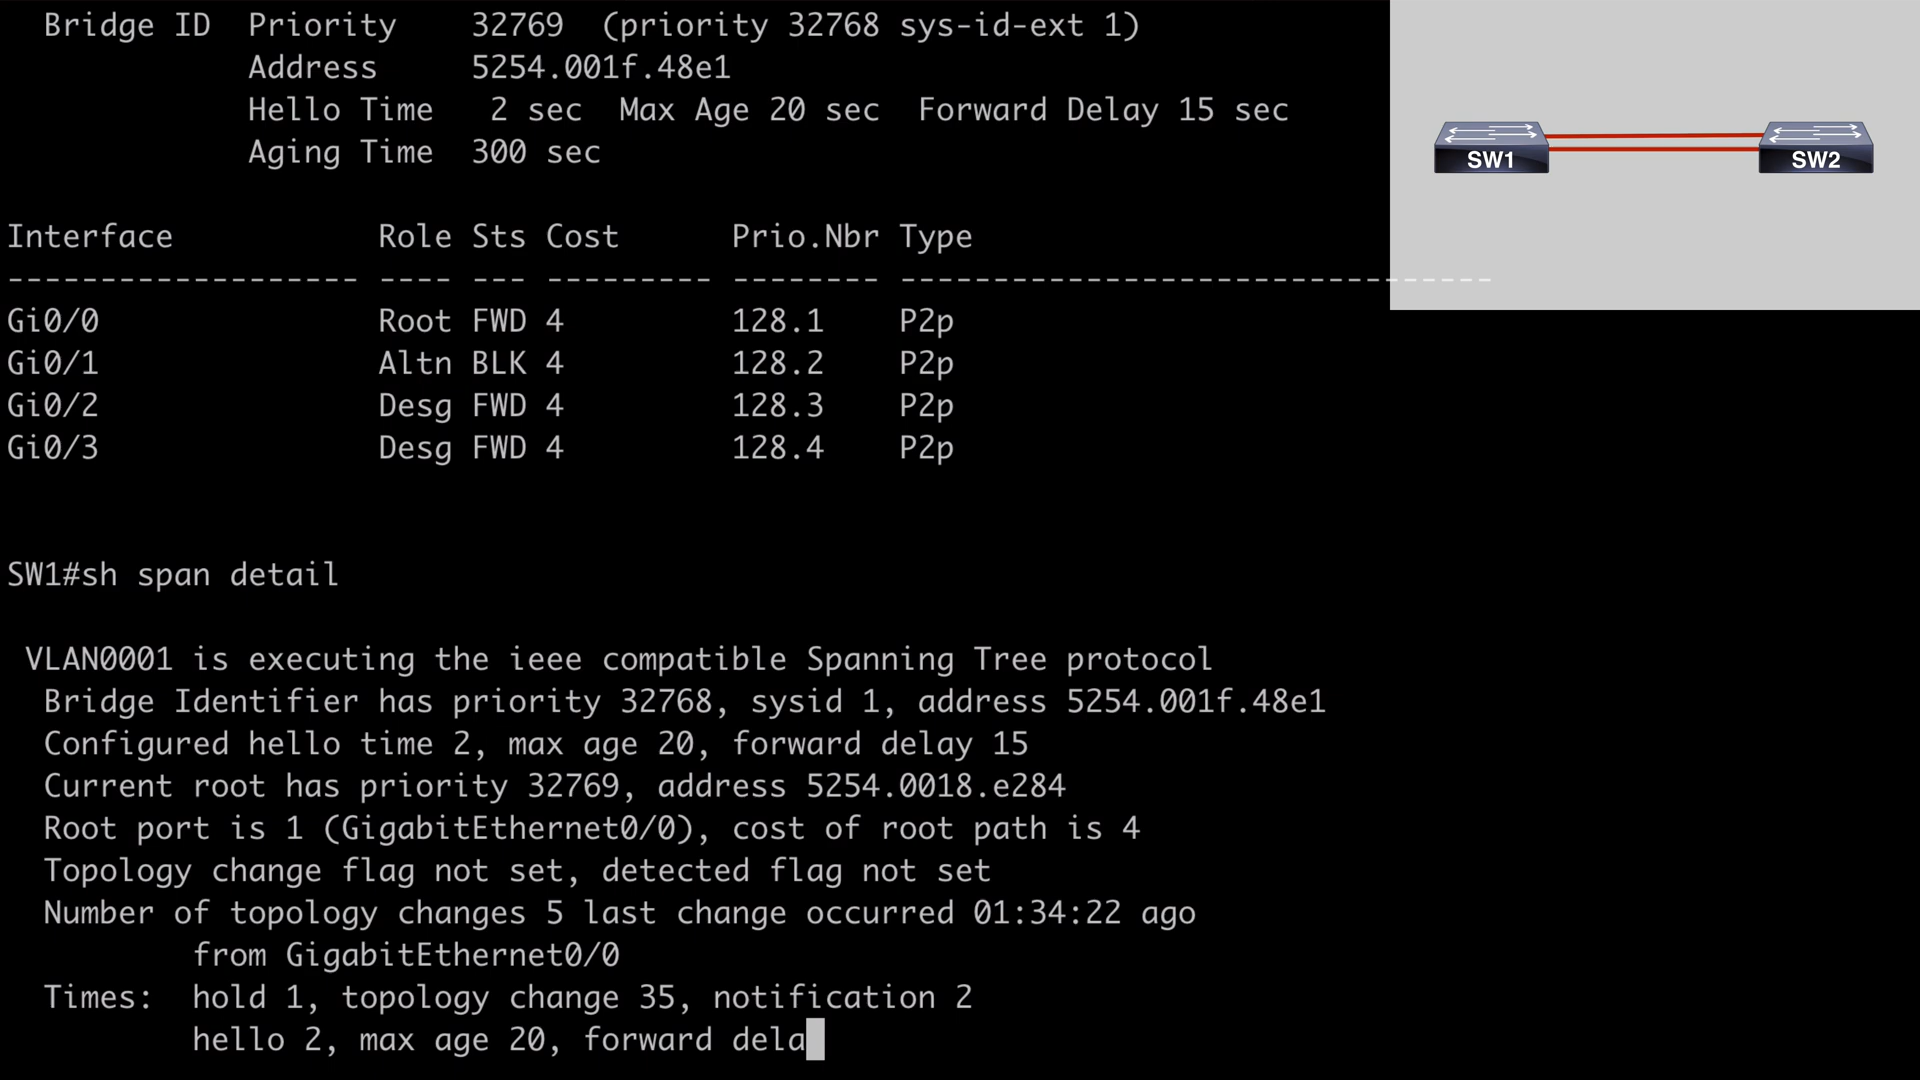 Bridge ID  Priority    32769  (priority 32768 sys-id-ext 1)
Address     5254.001f.48e1
Hello Time   2 sec  Max Age 20 sec  Forward Delay 15 sec
Aging Time  300 sec
SW1
SW2
Interface           Role Sts Cost      Prio.Nbr Type
------------------- ---- --- --------- -------- --------------------------------
Gi0/0               Root FWD 4         128.1    P2p
Gi0/1               Altn BLK 4         128.2    P2p
Gi0/2               Desg FWD 4         128.3    P2p
Gi0/3               Desg FWD 4         128.4    P2p
SW1#sh span detail
VLAN0001 is executing the ieee compatible Spanning Tree protocol
Bridge Identifier has priority 32768, sysid 1, address 5254.001f.48e1
Configured hello time 2, max age 20, forward delay 15
Current root has priority 32769, address 5254.0018.e284
Root port is 1 (GigabitEthernet0/0), cost of root path is 4
Topology change flag not set, detected flag not set
Number of topology changes 5 last change occurred 01:34:22 ago
from GigabitEthernet0/0
Times:  hold 1, topology change 35, notification 2
hello 2, max age 20, forward dela